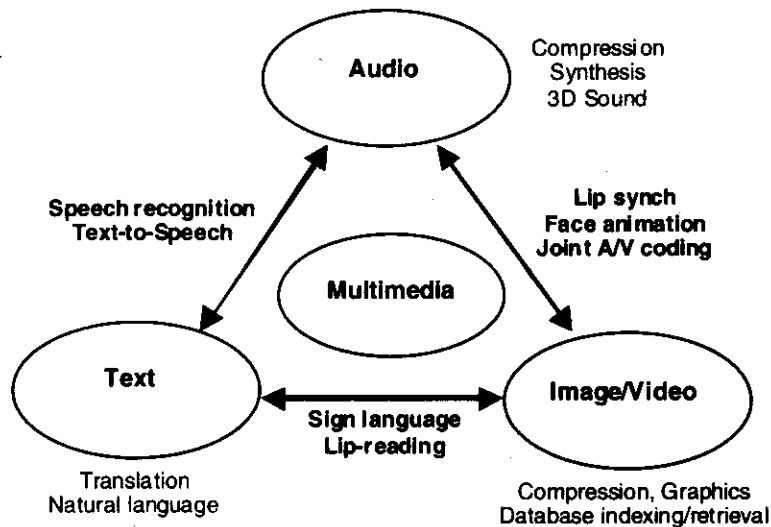 Audio
Compression
Synthesis
3D Sound
Speech recognition
Text-to-Speech
Lip synch
Face animation
Joint A/V coding
Multimedia
Text
Image/Video
Sign language
Lip-reading
Translation
Natural language
Compression, Graphics
Database indexing/retrieval